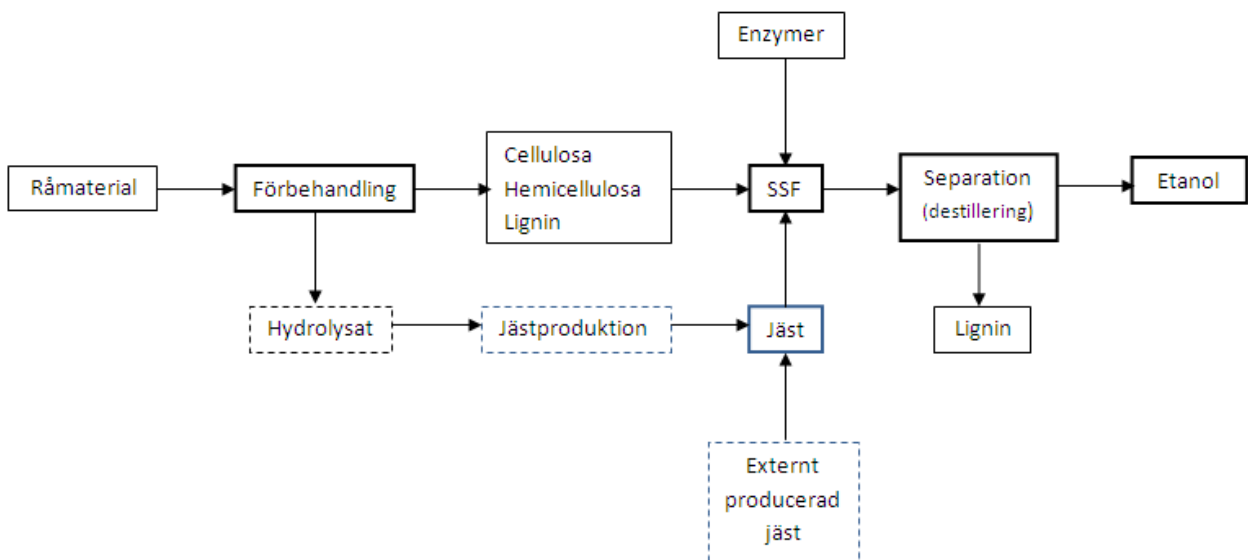 Enzymer
Råmaterial
Förbehandling
Cellulosa
Hemicellulosa
Lignin
SSF
Separation
(destillering)
Etanol
Hydrolysat
Jästproduktion
Jäst
Lignin
Externt
producerad
jäst